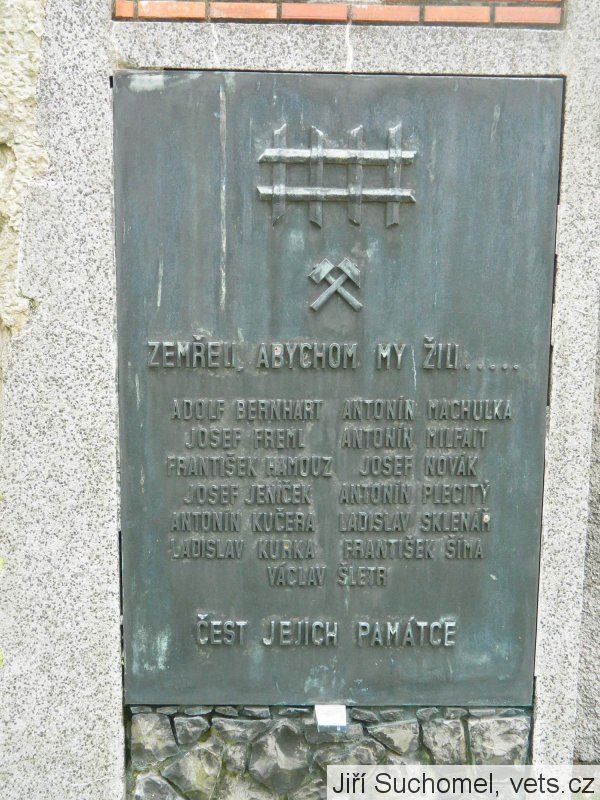 ZEMŘELI, ABYCHOM MY ŽILI.....
ADOLF BERNHART ANTONÍN MACHULKA
JOSEF FREML ANTONÍN MILFAIT
FRANTIŠEK HAMOUZ JOSEF NOVÁK
JOSEF JENÍČEK ANTONÍN PLECITÝ
ANTONÍN KUČERA LADISLAV SKLENÁŘ
LADISLAV KURKA FRANTIŠEK ŠÍMA
VÁCLAV ŠLETR
ČEST JEJICH PAMÁTCE
Jiří Suchomel, vets.cz